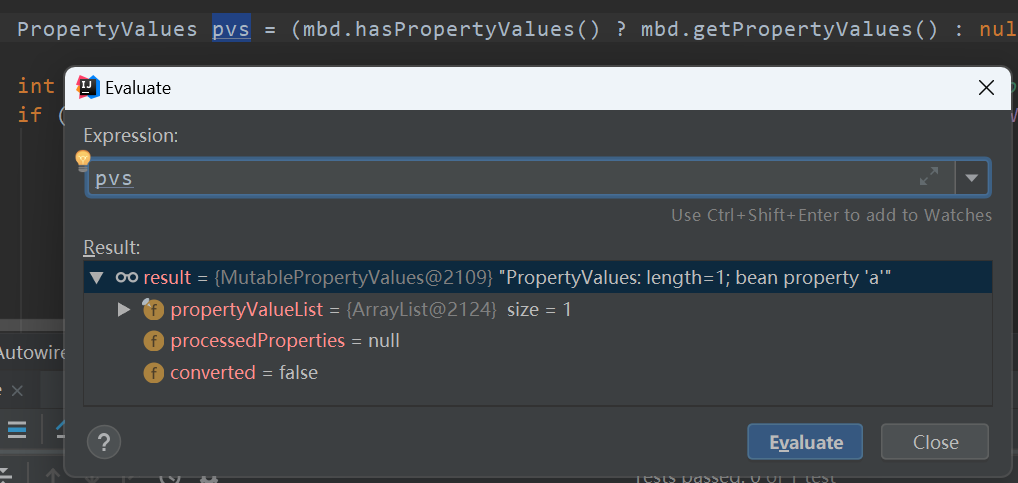 PropertyValues pvs = (mbd.hasPropertyValues() ? mbd.getPropertyValues() : nul
int
if (
Evaluate
Expression:
pvs
Use Ctrl+Shift+Enter to add to Watches
Result:
result = {MutablePropertyValues@2109} "PropertyValues: length=1; bean property 'a'"
propertyValueList = {ArrayList@2124} size = 1
processedProperties = null
converted = false
Autowire
? Evaluate Close
Tests passed: 0 of 1 test